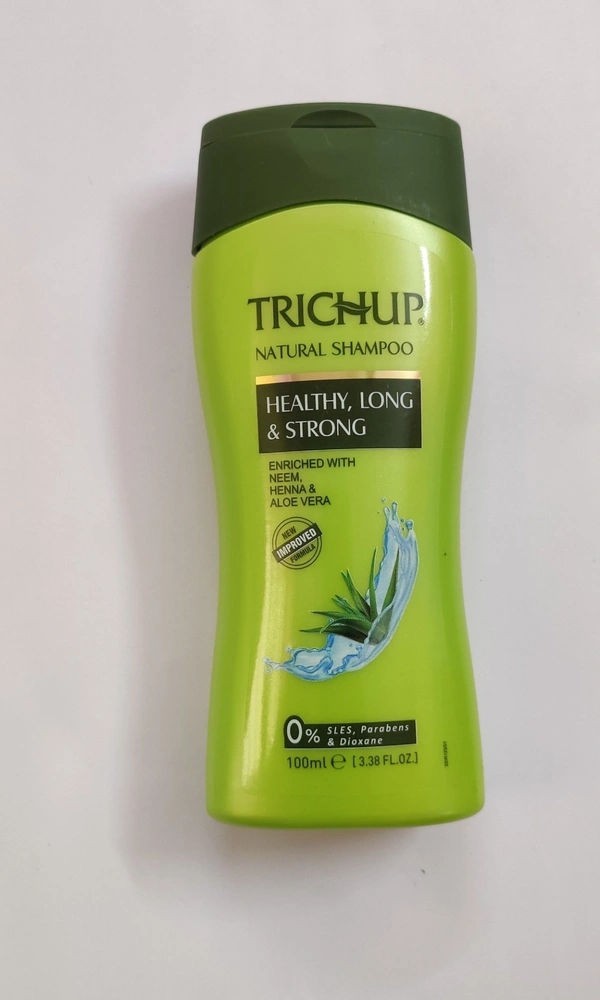 TRICHUP®
NATURAL SHAMPOO
HEALTHY, LONG
& STRONG
ENRICHED WITH
NEEM,
HENNA &
ALOE VERA
NEW
IMPROVED
FORMULA
0% SLES, Parabens
& Dioxane
100ml ℮ [3.38 FL.OZ.]